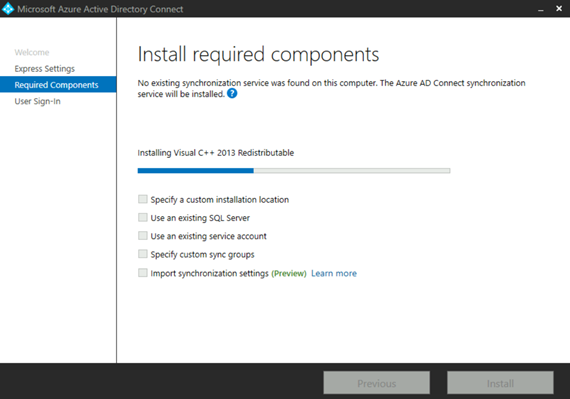 Microsoft Azure Active Directory Connect
Welcome
Express Settings
Required Components
User Sign-In
Install required components
No existing synchronization service was found on this computer. The Azure AD Connect synchronization
service will be installed. ?
Installing Visual C++ 2013 Redistributable
Specify a custom installation location
Use an existing SQL Server
Use an existing service account
Specify custom sync groups
Import synchronization settings (Preview) Learn more
Previous
Install